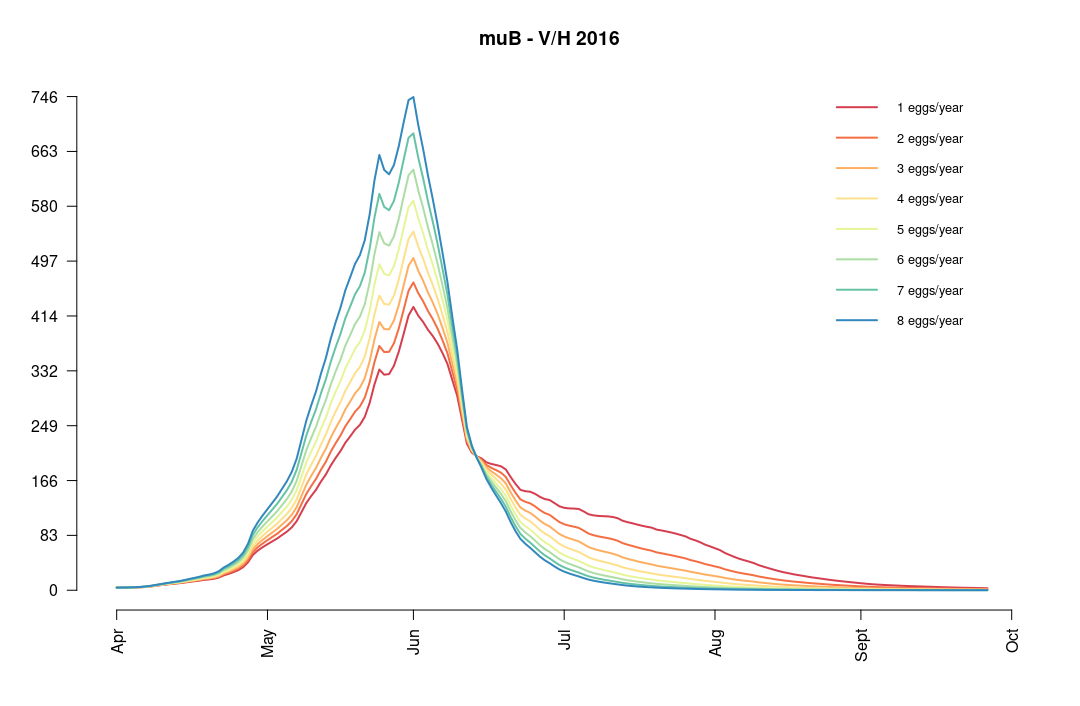 muB - V/H 2016
746
663
580
497
414
332
249
166
83
0
1 eggs/year
2 eggs/year
3 eggs/year
4 eggs/year
5 eggs/year
6 eggs/year
7 eggs/year
8 eggs/year
Apr
May
Jun
Jul
Aug
Sept
Oct